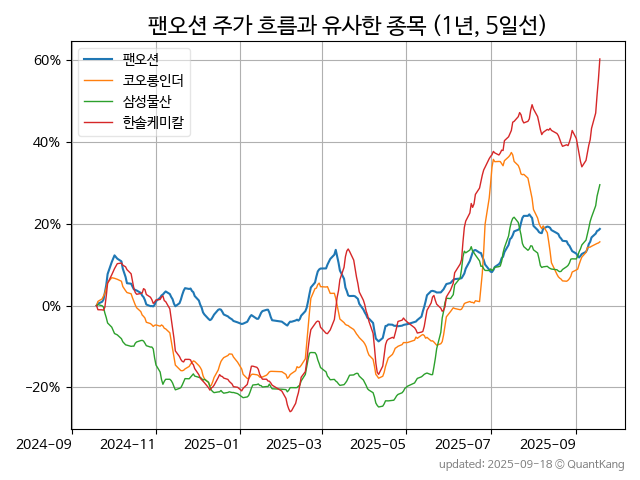 팬오션 주가 흐름과 유사한 종목 (1년, 5일선)
팬오션
코오롱인더
삼성물산
한솔케미칼
60%
40%
20%
0%
−20%
2024−09
2024−11
2025−01
2025−03
2025−05
2025−07
2025−09
updated: 2025-09-18 ⓒ QuantKang